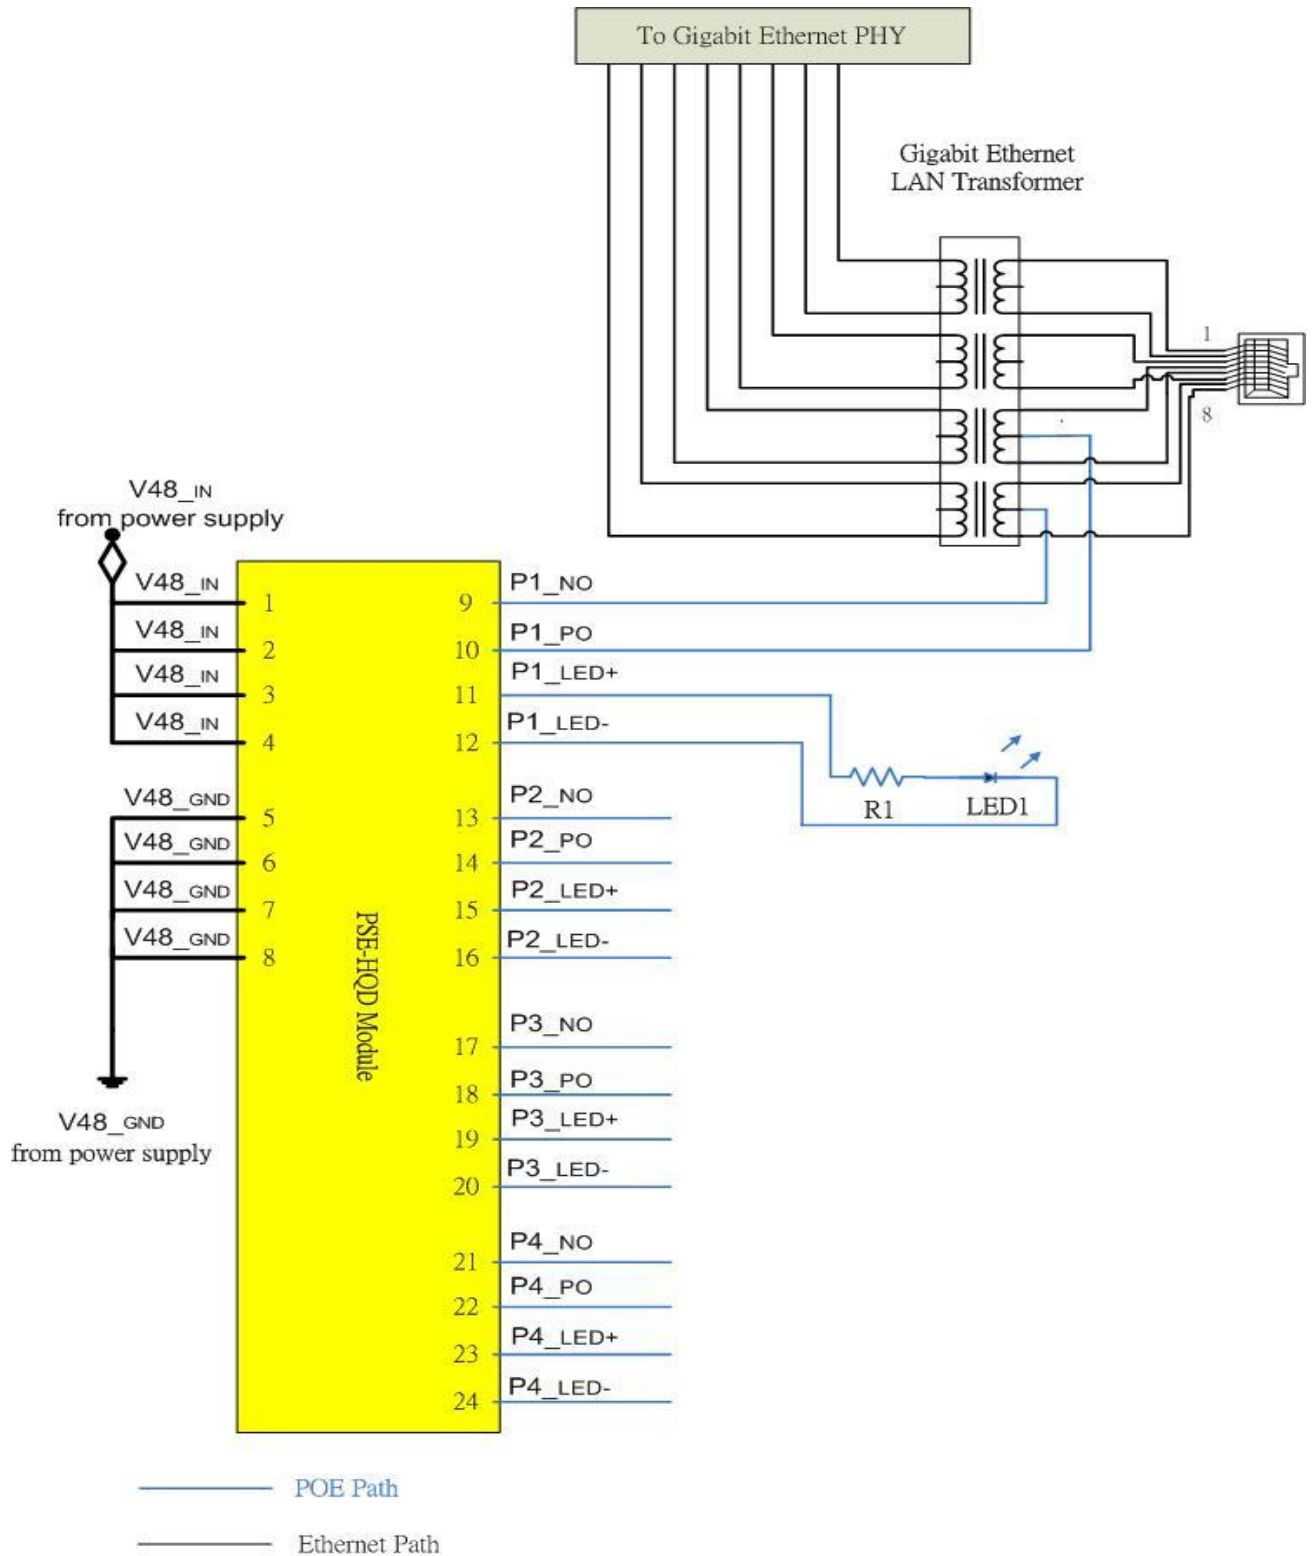 To Gigabit Ethernet PHY
Gigabit Ethernet
LAN Transformer
1
8
V48_IN
from power supply
V48_IN
1
9
P1_NO
V48_IN
2
10
P1_PO
V48_IN
3
11
P1_LED+
V48_IN
4
12
P1_LED-
R1
LED1
V48_GND
5
13
P2_NO
V48_GND
6
14
P2_PO
V48_GND
7
15
P2_LED+
V48_GND
8
16
P2_LED-
PSE-HQD Module
17
P3_NO
18
P3_PO
19
P3_LED+
20
P3_LED-
V48_GND
from power supply
21
P4_NO
22
P4_PO
23
P4_LED+
24
P4_LED-
POE Path
Ethernet Path